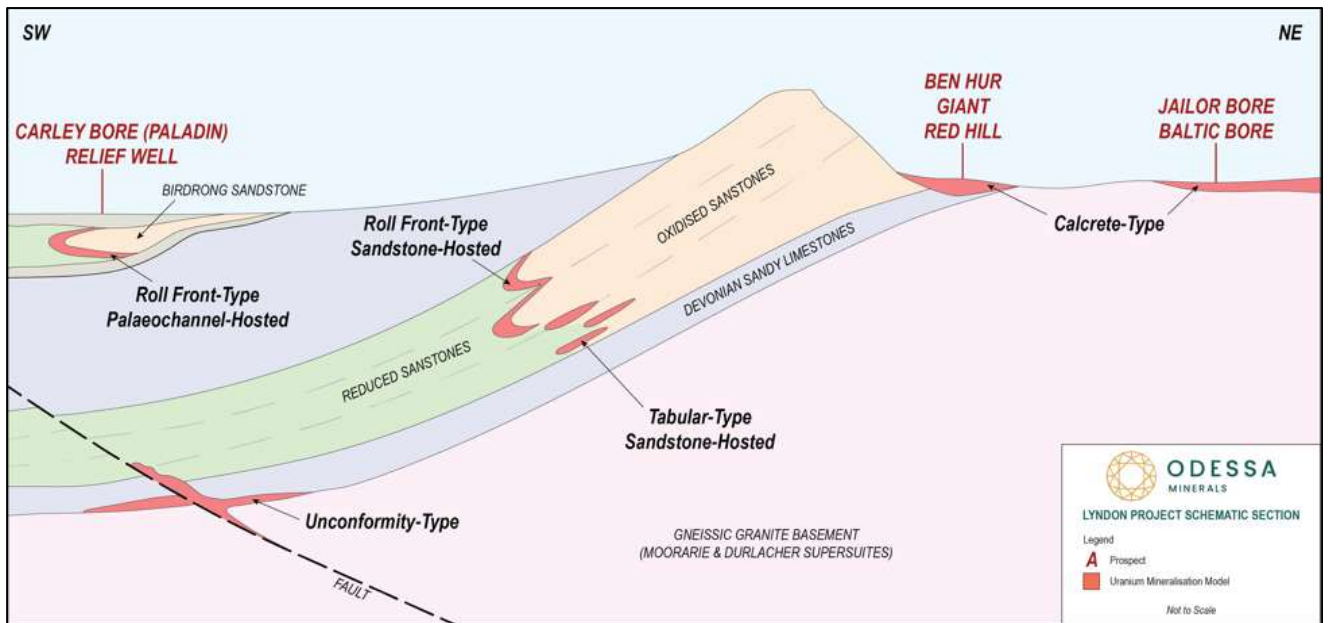 SW
NE
CARLEY BORE (PALADIN)
RELIEF WELL
BIRDRONG SANDSTONE
Roll Front-Type
Palaeochannel-Hosted
Roll Front-Type
Sandstone-Hosted
OXIDISED SANSTONES
DEVONIAN SANDY LIMESTONES
REDUCED SANSTONES
BEN HUR
GIANT
RED HILL
JAILOR BORE
BALTIC BORE
Calcrete-Type
Tabular-Type
Sandstone-Hosted
Unconformity-Type
GNEISSIC GRANITE BASEMENT
(MOORARIE & DURLACHER SUPERSUITES)
FAULT
ODESSA
MINERALS
LYNDON PROJECT SCHEMATIC SECTION
Legend
A Prospect
Uranium Mineralisation Model
Not to Scale